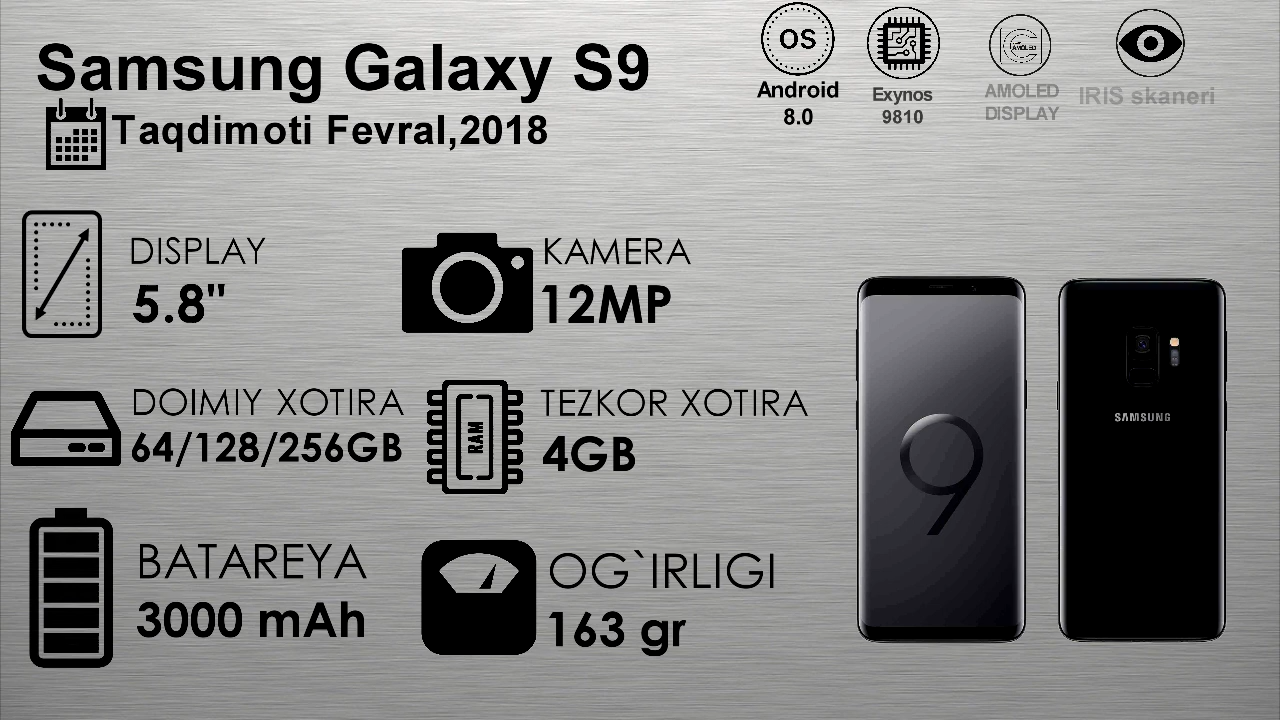 Samsung Galaxy S9
Taqdimoti Fevral,2018
OS
Android
8.0
Exynos
9810
AMOLED
AMOLED
DISPLAY
IRIS skaneri
DISPLAY
5.8"
KAMERA
12MP
DOIMIY XOTIRA
64/128/256GB
RAM
TEZKOR XOTIRA
4GB
BATAREYA
3000 mAh
OG`IRLIGI
163 gr
9
SAMSUNG